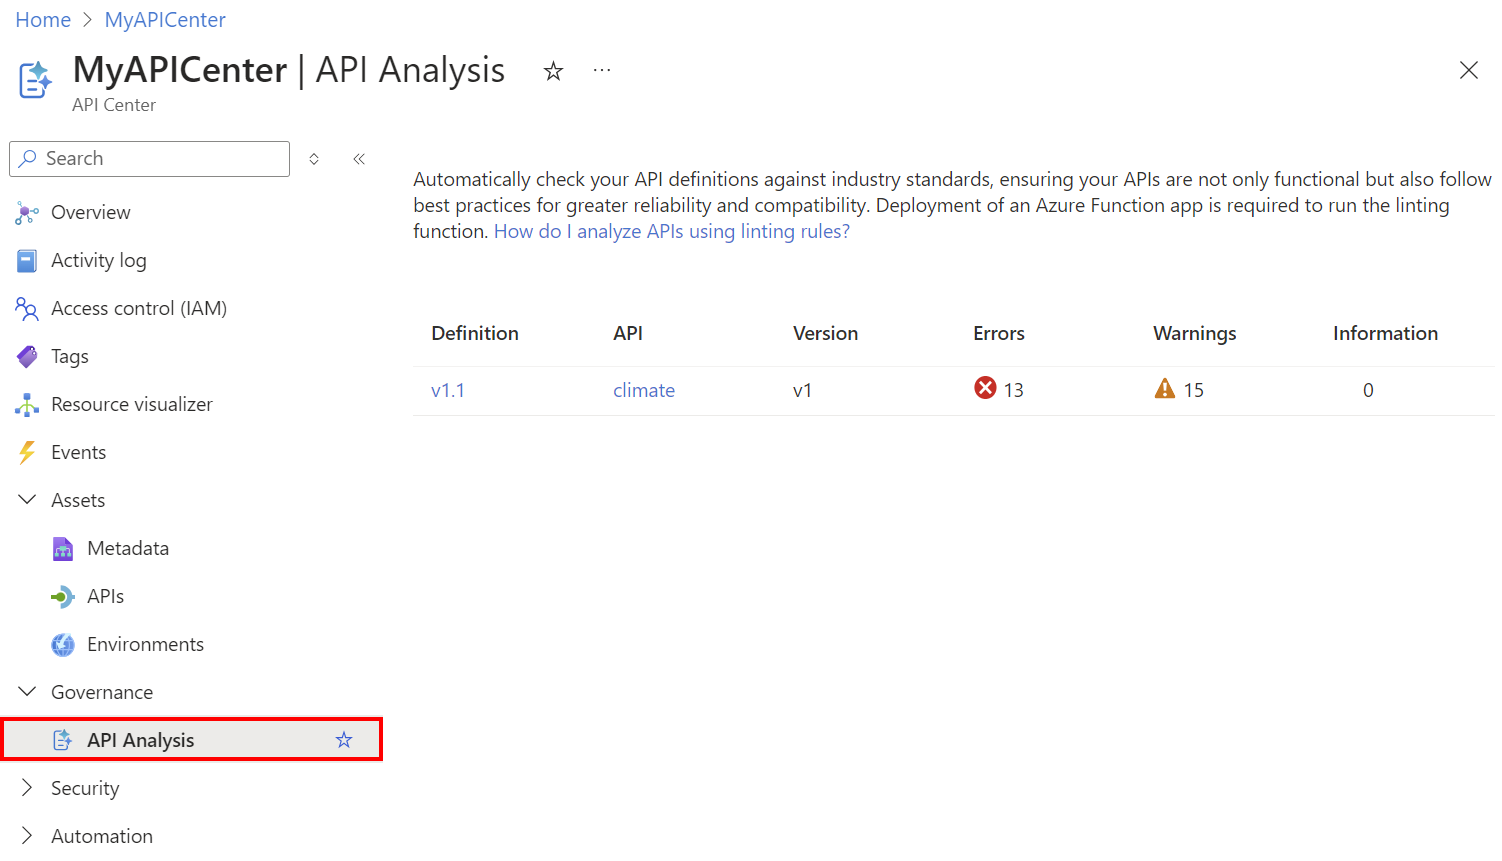 Home > MyAPICenter
MyAPICenter | API Analysis
API Center
Search
Overview
Activity log
Access control (IAM)
Tags
Resource visualizer
Events
Assets
Metadata
APIs
Environments
Governance
API Analysis
Security
Automation
Automatically check your API definitions against industry standards, ensuring your APIs are not only functional but also follow
best practices for greater reliability and compatibility. Deployment of an Azure Function app is required to run the linting
function. How do I analyze APIs using linting rules?
Definition API Version Errors Warnings Information
v1.1 climate v1 13 15 0